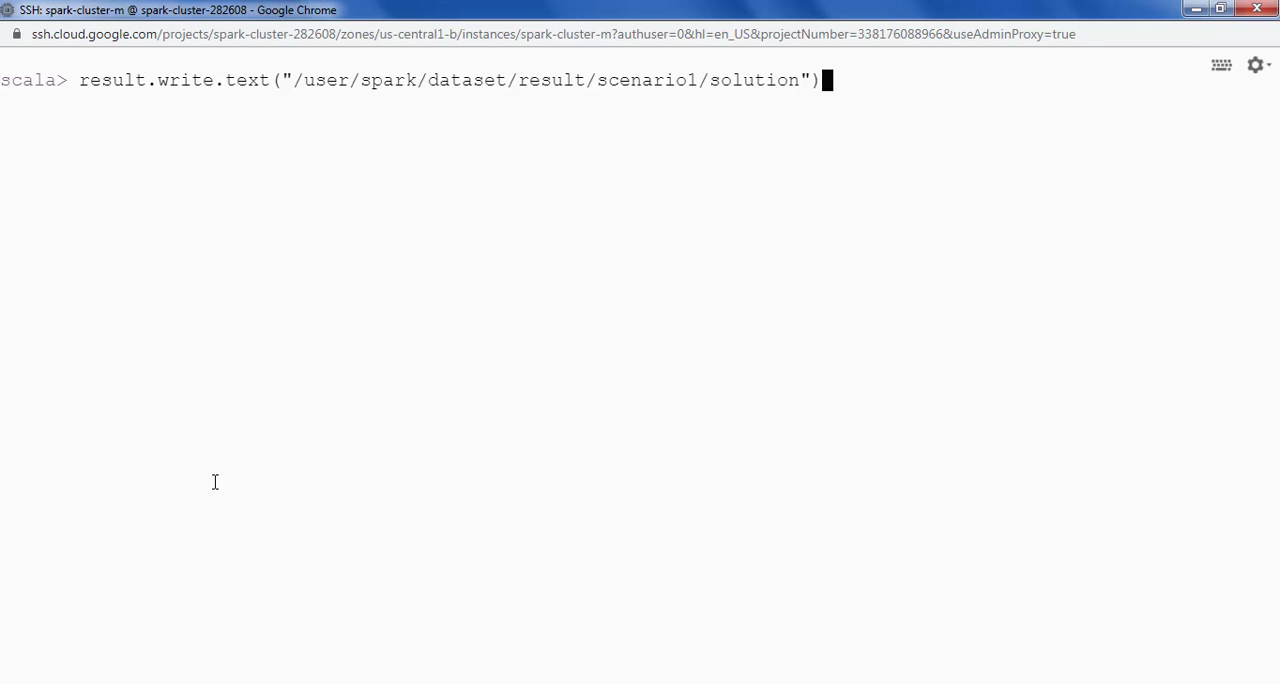 SSH: spark-cluster-m @ spark-cluster-282608 - Google Chrome
ssh.cloud.google.com/projects/spark-cluster-282608/zones/us-central1-b/instances/spark-cluster-m?authuser=0&hl=en_US&projectNumber=338176088966&useAdminProxy=true
scala> result.write.text("/user/spark/dataset/result/scenario1/solution")